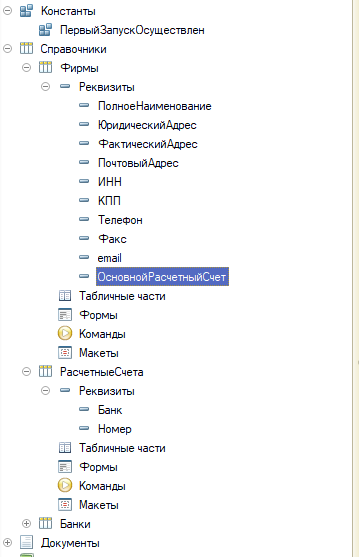 Константы
ПервыйЗапускОсуществлен
Справочники
Фирмы
Реквизиты
ПолноеНаименование
ЮридическийАдрес
ФактическийАдрес
ПочтовыйАдрес
ИНН
КПП
Телефон
Факс
email
ОсновнойРасчетныйСчет
Табличные части
Формы
Команды
Макеты
РасчетныеСчета
Реквизиты
Банк
Номер
Табличные части
Формы
Команды
Макеты
Банки
Документы